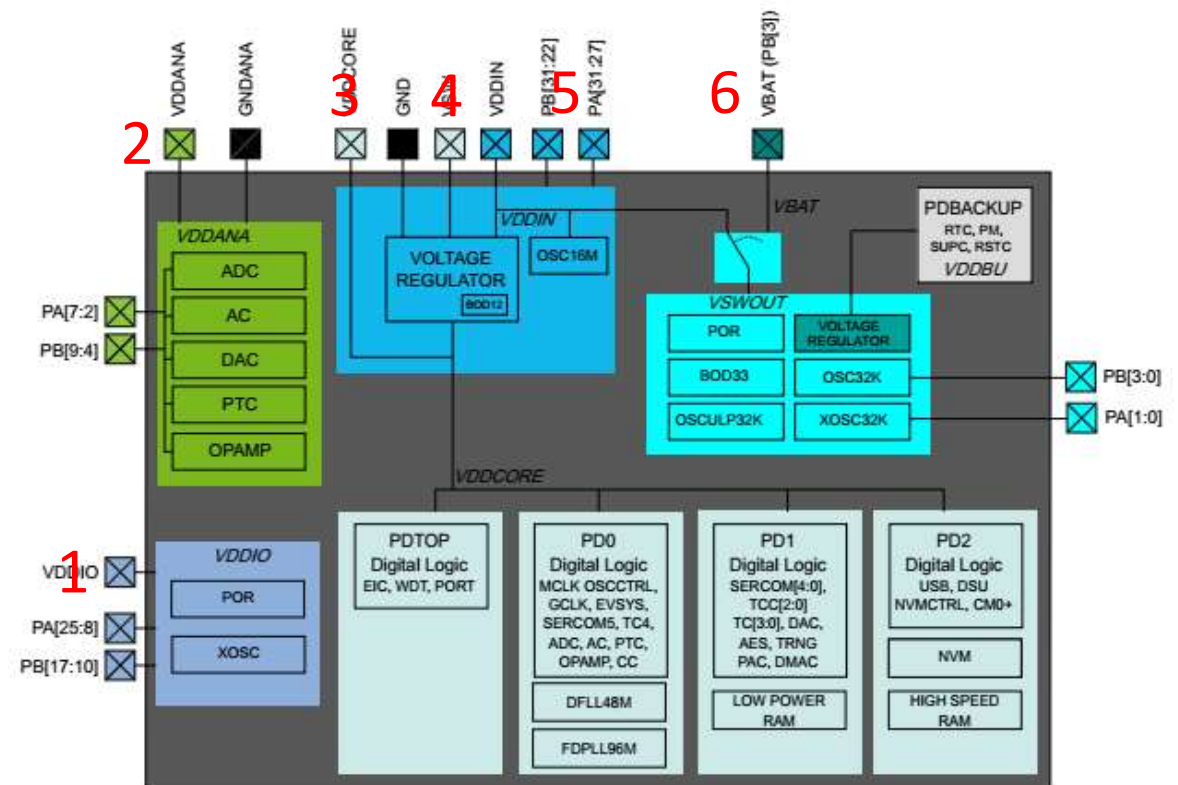 VDDANA
GNDANA
GND
VDDIN
PB[31:22]
PA[31:27]
VBAT (PB[3])
2
3
4
5
6
VDDANA
ADC
AC
DAC
PTC
OPAMP
PA[7:2]
PB[9:4]
VDDIN
VOLTAGE
REGULATOR
BOD12
OSC16M
VBAT
PDBACKUP
RTC, PM,
SUPC, RSTC
VDDBU
VSWOUT
POR
VOLTAGE
REGULATOR
BOD33
OSC32K
OSCULP32K
XOSC32K
PB[3:0]
PA[1:0]
VDDCORE
1
VDDIO
PA[25:8]
PB[17:10]
VDDIO
POR
XOSC
PDTOP
Digital Logic
EIC, WDT, PORT
PD0
Digital Logic
MCLK OSCCTRL,
GCLK, EVSYS,
SERCOM5, TC4,
ADC, AC, PTC,
OPAMP, CC
DFLL48M
FDPLL96M
PD1
Digital Logic
SERCOM[4:0],
TCC[2:0]
TC[3:0], DAC,
AES, TRNG
PAC, DMAC
LOW POWER
RAM
PD2
Digital Logic
USB, DSU
NVMCTRL, CM0+
NVM
HIGH SPEED
RAM